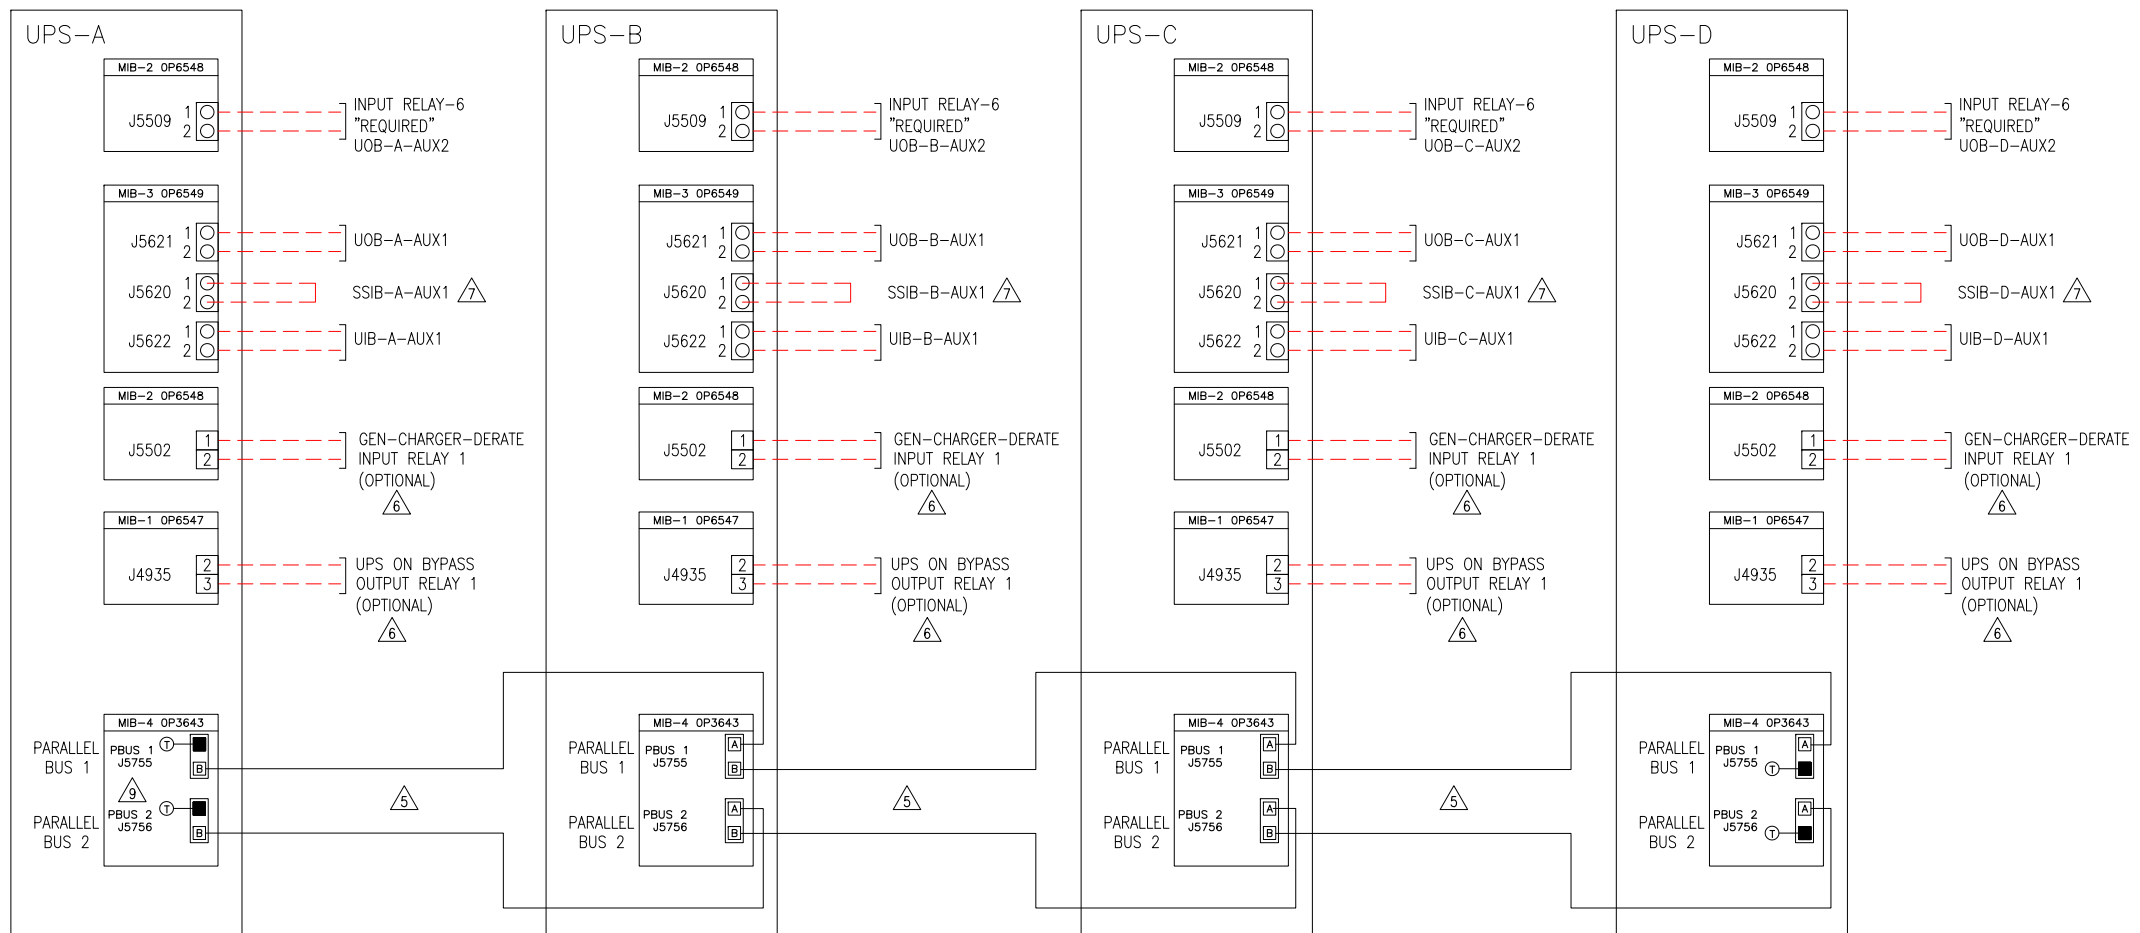 UPS-A
MIB-2 0P6548
J5509
1
2
INPUT RELAY-6
"REQUIRED"
UOB-A-AUX2
MIB-3 0P6549
J5621
1
2
UOB-A-AUX1
J5620
1
2
SSIB-A-AUX1
7
J5622
1
2
UIB-A-AUX1
MIB-2 0P6548
J5502
1
2
GEN-CHARGER-DERATE
INPUT RELAY 1
(OPTIONAL)
6
MIB-1 0P6547
J4935
2
3
UPS ON BYPASS
OUTPUT RELAY 1
(OPTIONAL)
6
MIB-4 0P3643
PARALLEL
BUS 1
PBUS 1
J5755
T
B
9
PARALLEL
BUS 2
PBUS 2
J5756
T
B
5
UPS-B
MIB-2 0P6548
J5509
1
2
INPUT RELAY-6
"REQUIRED"
UOB-B-AUX2
MIB-3 0P6549
J5621
1
2
UOB-B-AUX1
J5620
1
2
SSIB-B-AUX1
7
J5622
1
2
UIB-B-AUX1
MIB-2 0P6548
J5502
1
2
GEN-CHARGER-DERATE
INPUT RELAY 1
(OPTIONAL)
6
MIB-1 0P6547
J4935
2
3
UPS ON BYPASS
OUTPUT RELAY 1
(OPTIONAL)
6
MIB-4 0P3643
PARALLEL
BUS 1
PBUS 1
J5755
A
B
PARALLEL
BUS 2
PBUS 2
J5756
A
B
5
UPS-C
MIB-2 0P6548
J5509
1
2
INPUT RELAY-6
"REQUIRED"
UOB-C-AUX2
MIB-3 0P6549
J5621
1
2
UOB-C-AUX1
J5620
1
2
SSIB-C-AUX1
7
J5622
1
2
UIB-C-AUX1
MIB-2 0P6548
J5502
1
2
GEN-CHARGER-DERATE
INPUT RELAY 1
(OPTIONAL)
6
MIB-1 0P6547
J4935
2
3
UPS ON BYPASS
OUTPUT RELAY 1
(OPTIONAL)
6
MIB-4 0P3643
PARALLEL
BUS 1
PBUS 1
J5755
A
B
PARALLEL
BUS 2
PBUS 2
J5756
A
B
5
UPS-D
MIB-2 0P6548
J5509
1
2
INPUT RELAY-6
"REQUIRED"
UOB-D-AUX2
MIB-3 0P6549
J5621
1
2
UOB-D-AUX1
J5620
1
2
SSIB-D-AUX1
7
J5622
1
2
UIB-D-AUX1
MIB-2 0P6548
J5502
1
2
GEN-CHARGER-DERATE
INPUT RELAY 1
(OPTIONAL)
6
MIB-1 0P6547
J4935
2
3
UPS ON BYPASS
OUTPUT RELAY 1
(OPTIONAL)
6
MIB-4 0P3643
PARALLEL
BUS 1
PBUS 1
J5755
A
T
PARALLEL
BUS 2
PBUS 2
J5756
A
T